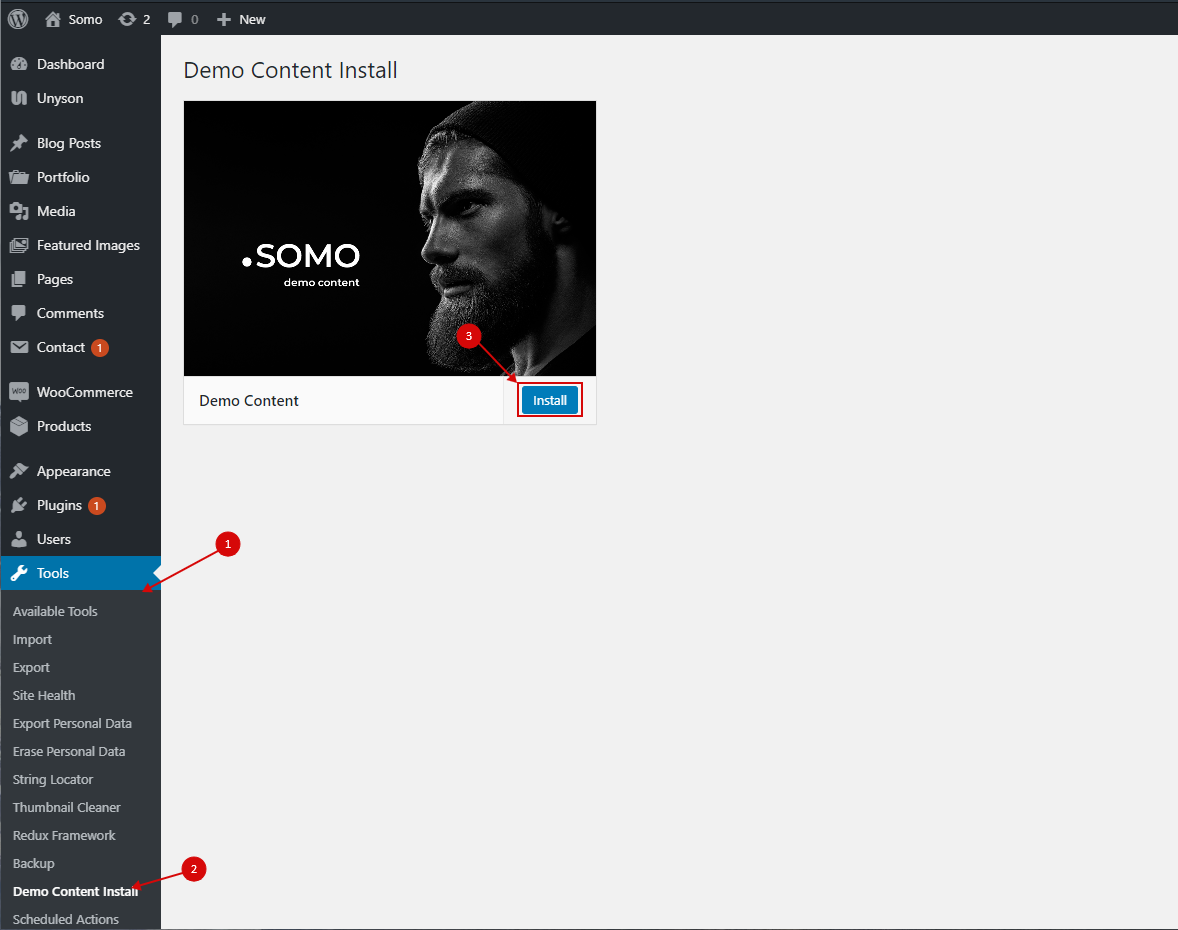 Somo 2 0 New
Dashboard
Unyson
Blog Posts
Portfolio
Media
Featured Images
Pages
Comments
Contact 1
WOO WooCommerce
Products
Appearance
Plugins 1
Users
Tools
Available Tools
Import
Export
Site Health
Export Personal Data
Erase Personal Data
String Locator
Thumbnail Cleaner
Redux Framework
Backup
Demo Content Install
Scheduled Actions
Demo Content Install
.SOMO
demo content
3
Demo Content Install
1
2